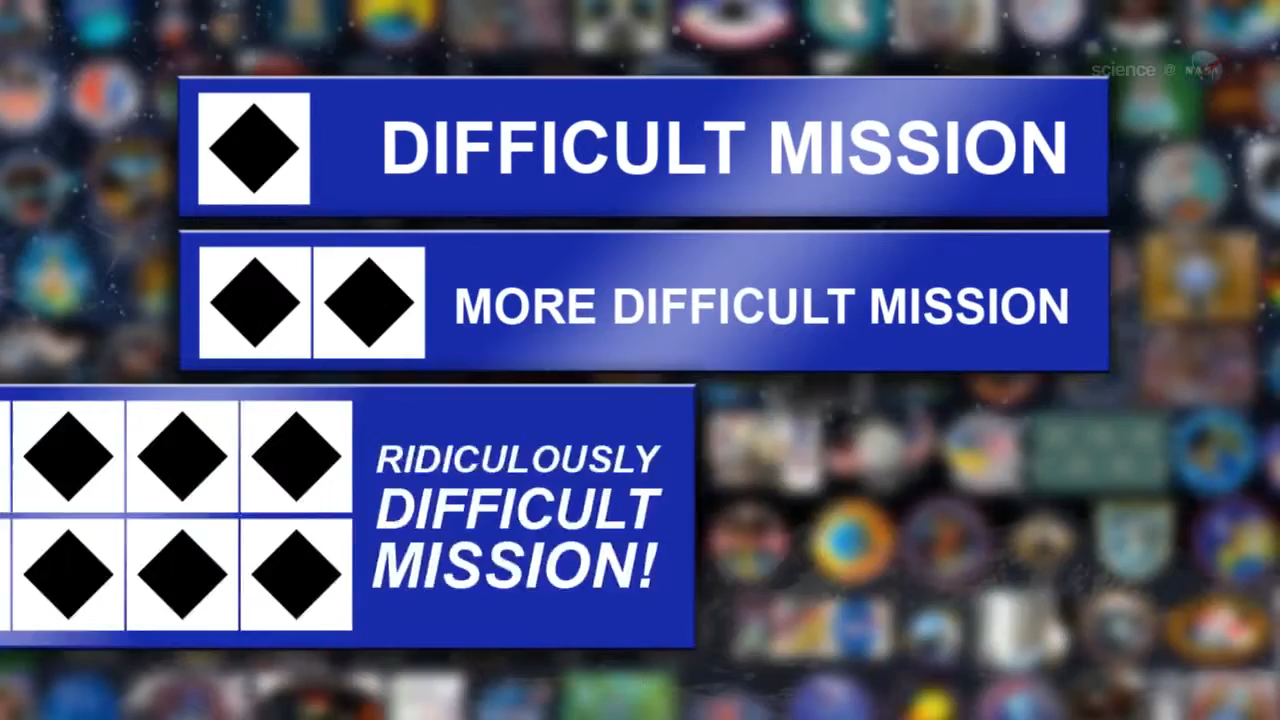 science @ NASA
DIFFICULT MISSION
MORE DIFFICULT MISSION
RIDICULOUSLY
DIFFICULT
MISSION!